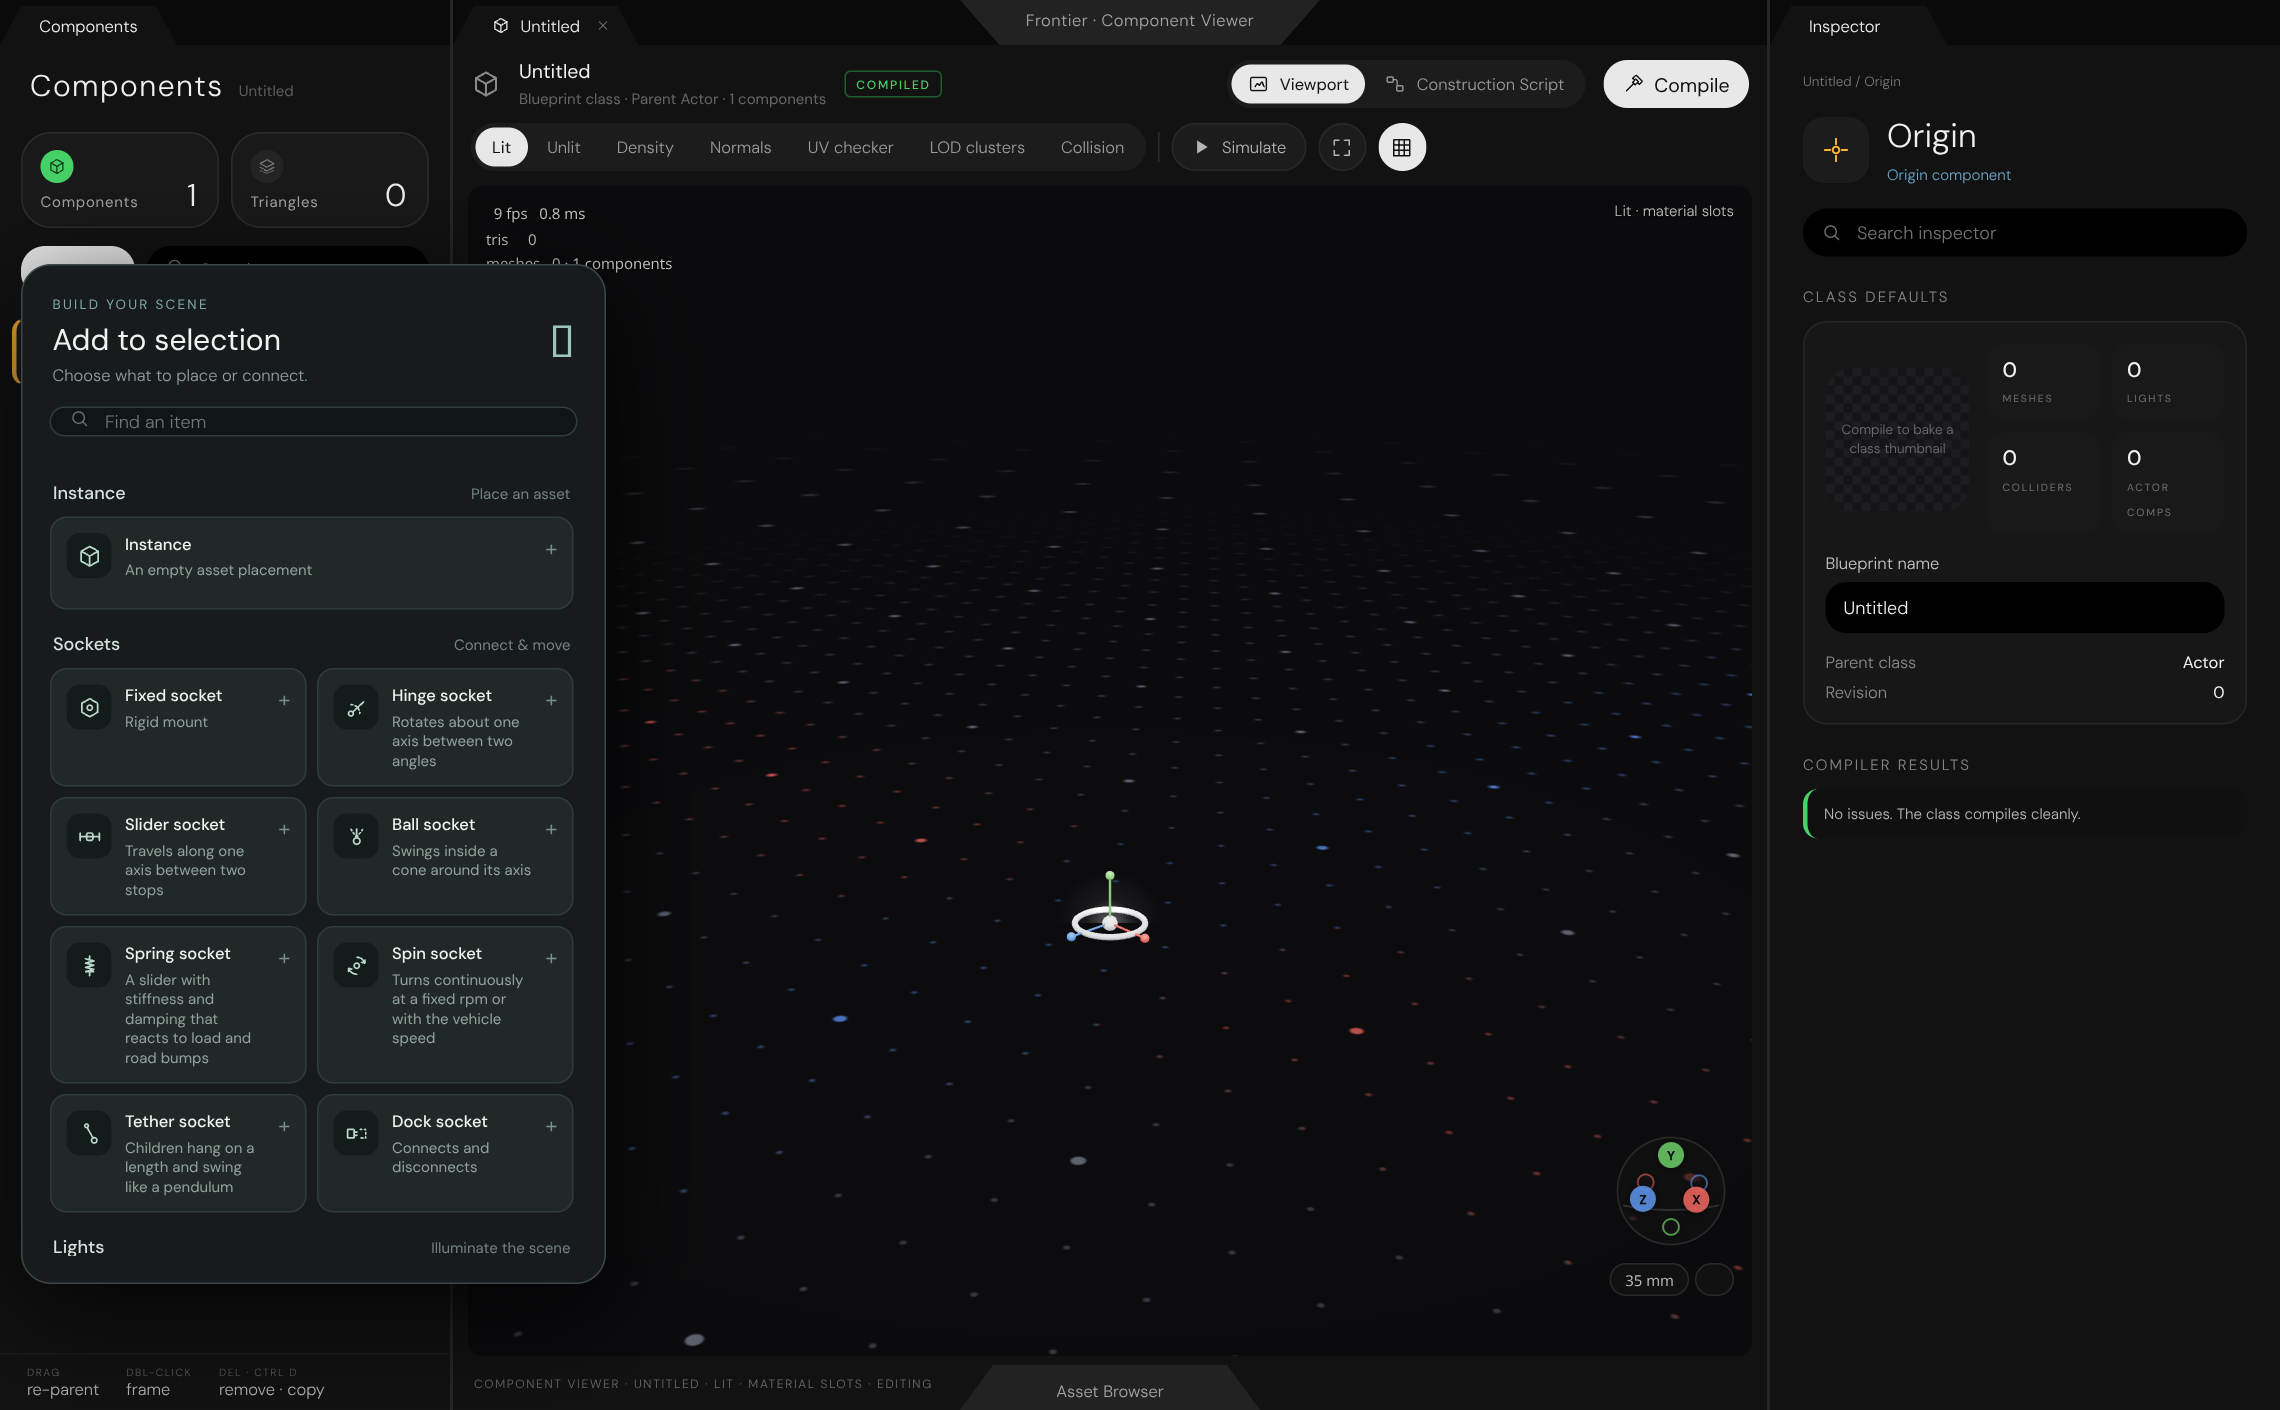 Components
Untitled
Frontier · Component Viewer
Inspector
Components Untitled
Components 1
Triangles 0
Untitled
Blueprint class · Parent Actor · 1 components
COMPILED
Viewport
Construction Script
Compile
Lit
Unlit
Density
Normals
UV checker
LOD clusters
Collision
Simulate
9 fps 0.8 ms
tris 0
meshes 0 · 1 components
Lit · material slots
BUILD YOUR SCENE
Add to selection
Choose what to place or connect.
Find an item
Instance
Place an asset
Instance
An empty asset placement
Sockets
Connect & move
Fixed socket
Rigid mount
Hinge socket
Rotates about one
axis between two
angles
Slider socket
Travels along one
axis between two
stops
Ball socket
Swings inside a
cone around its axis
Spring socket
A slider with
stiffness and
damping that
reacts to load and
road bumps
Spin socket
Turns continuously
at a fixed rpm or
with the vehicle
speed
Tether socket
Children hang on a
length and swing
like a pendulum
Dock socket
Connects and
disconnects
Lights
Illuminate the scene
DRAG
re-parent
DBL-CLICK
frame
DEL · CTRL D
remove · copy
Y
Z
X
35 mm
COMPONENT VIEWER · UNTITLED · LIT · MATERIAL SLOTS · EDITING
Asset Browser
Untitled / Origin
Origin
Origin component
Search inspector
CLASS DEFAULTS
Compile to bake a
class thumbnail
0
MESHES
0
LIGHTS
0
COLLIDERS
0
ACTOR
COMPS
Blueprint name
Untitled
Parent class Actor
Revision 0
COMPILER RESULTS
No issues. The class compiles cleanly.